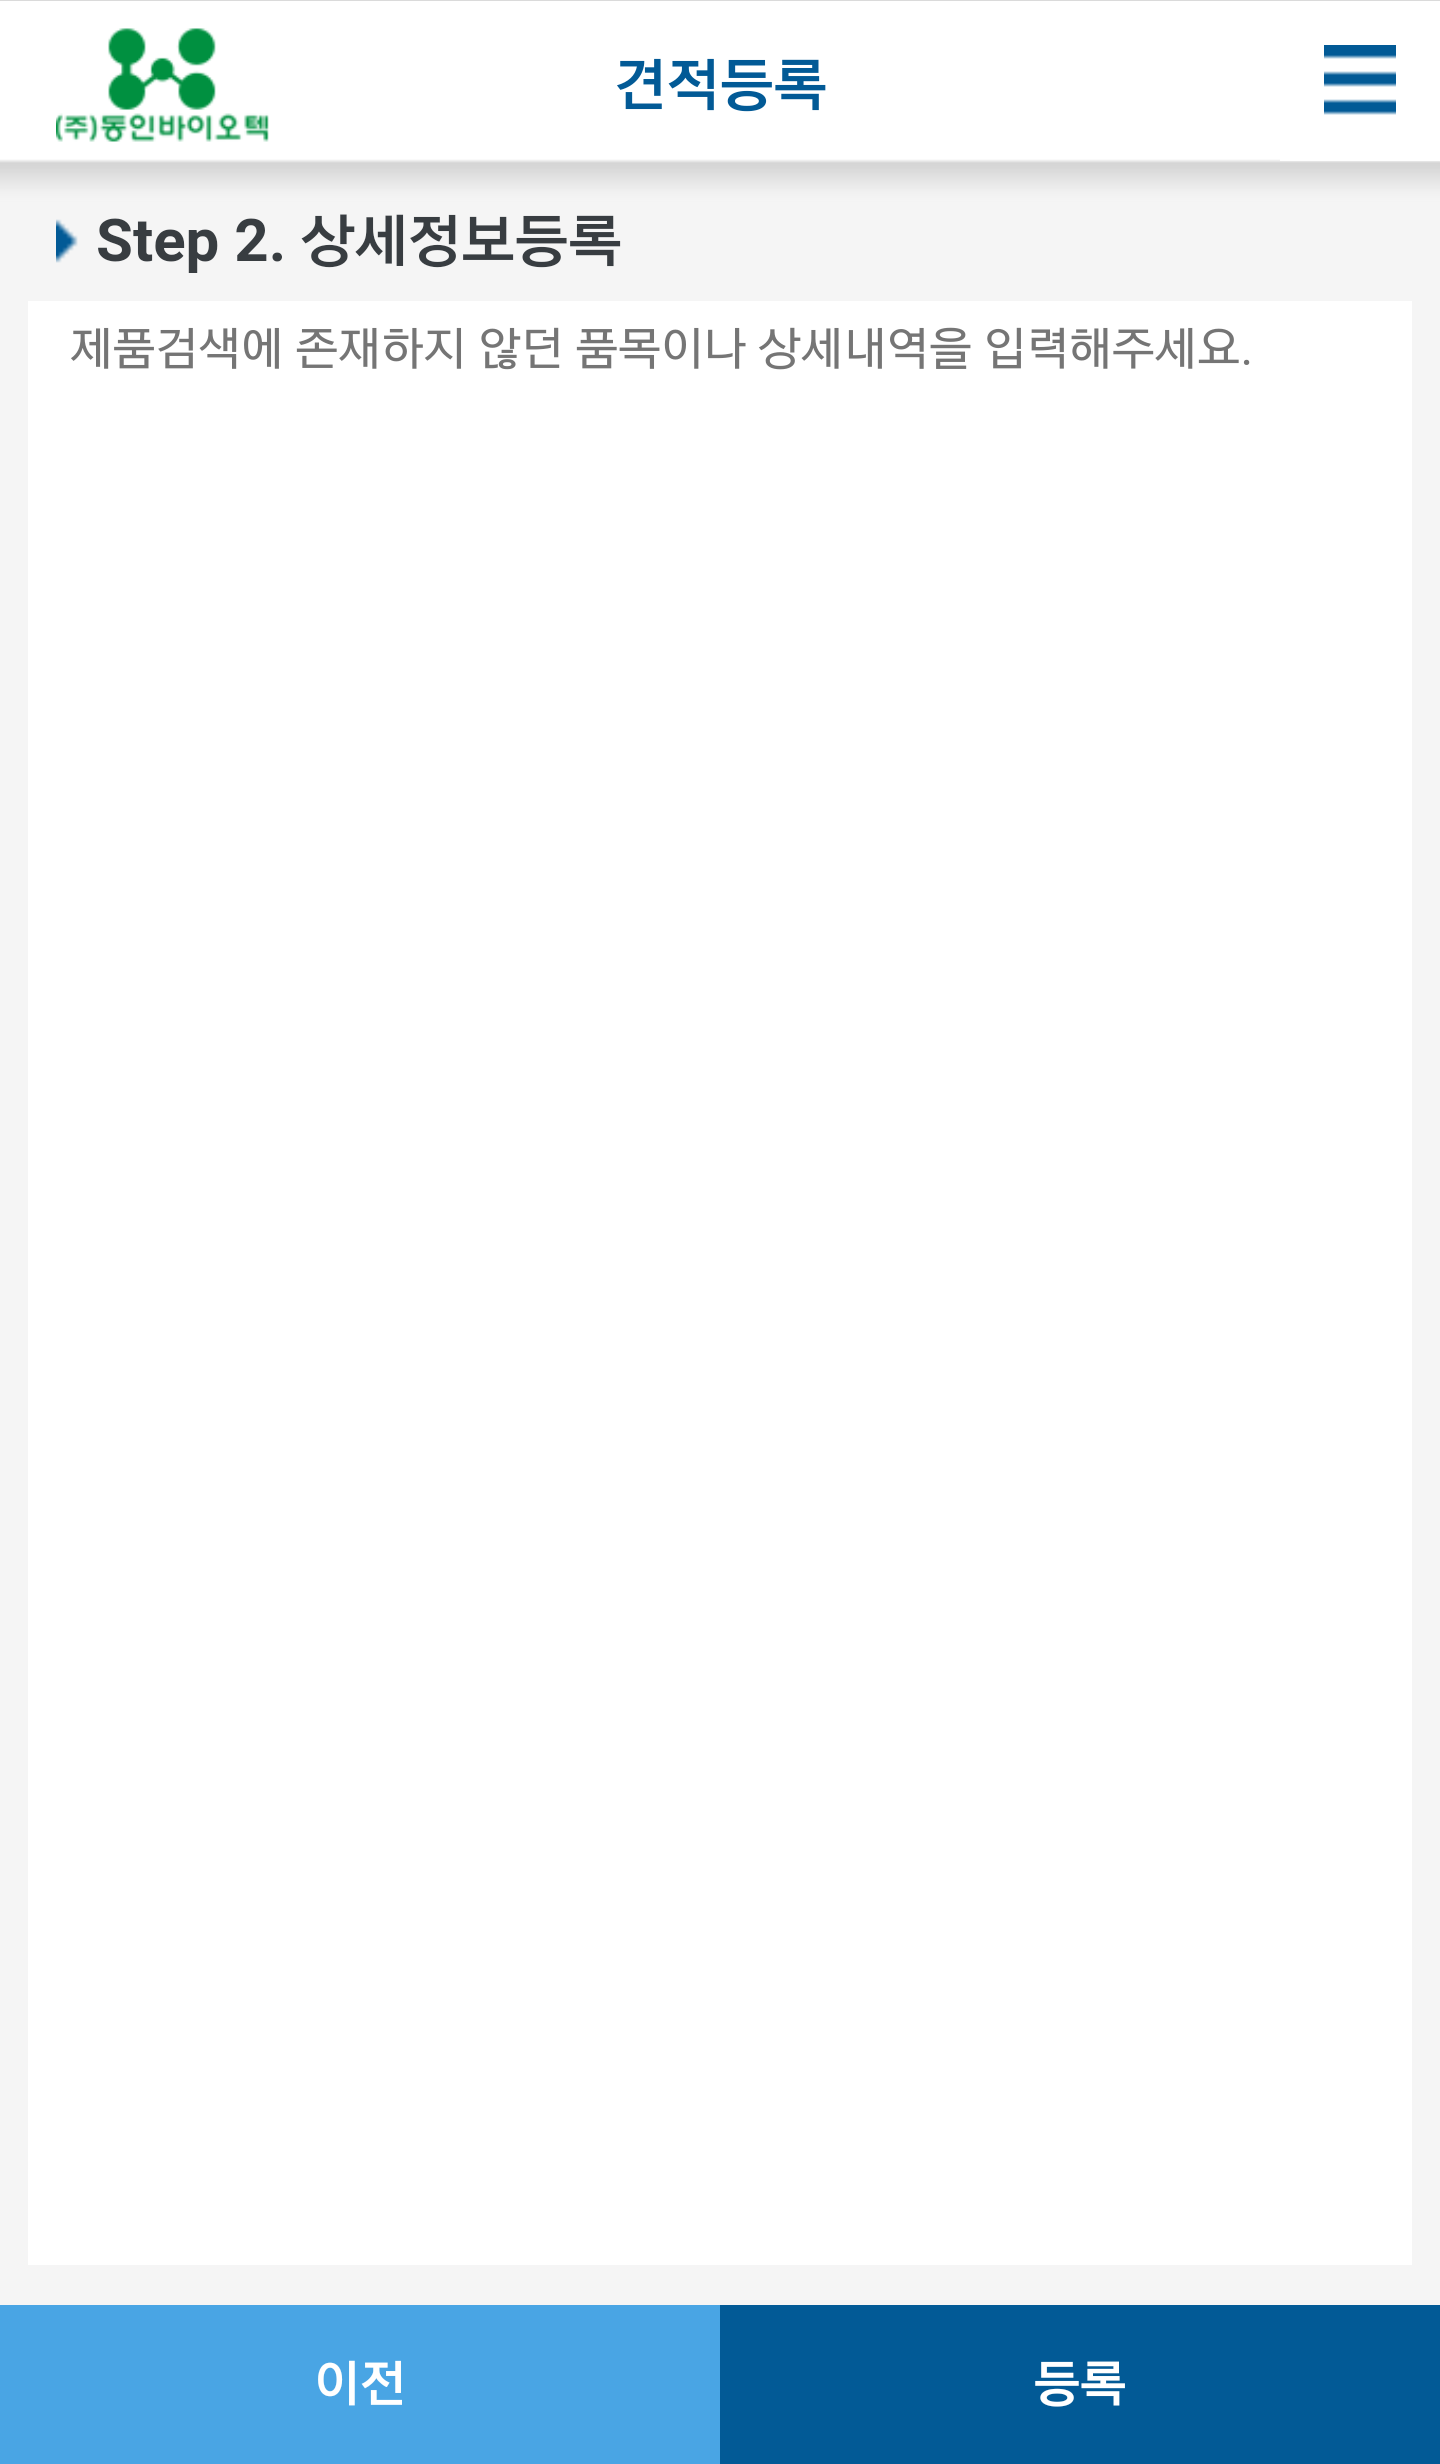 (주)동인바이오텍
견적등록
Step 2. 상세정보등록
제품검색에 존재하지 않던 품목이나 상세내역을 입력해주세요.
이전
등록